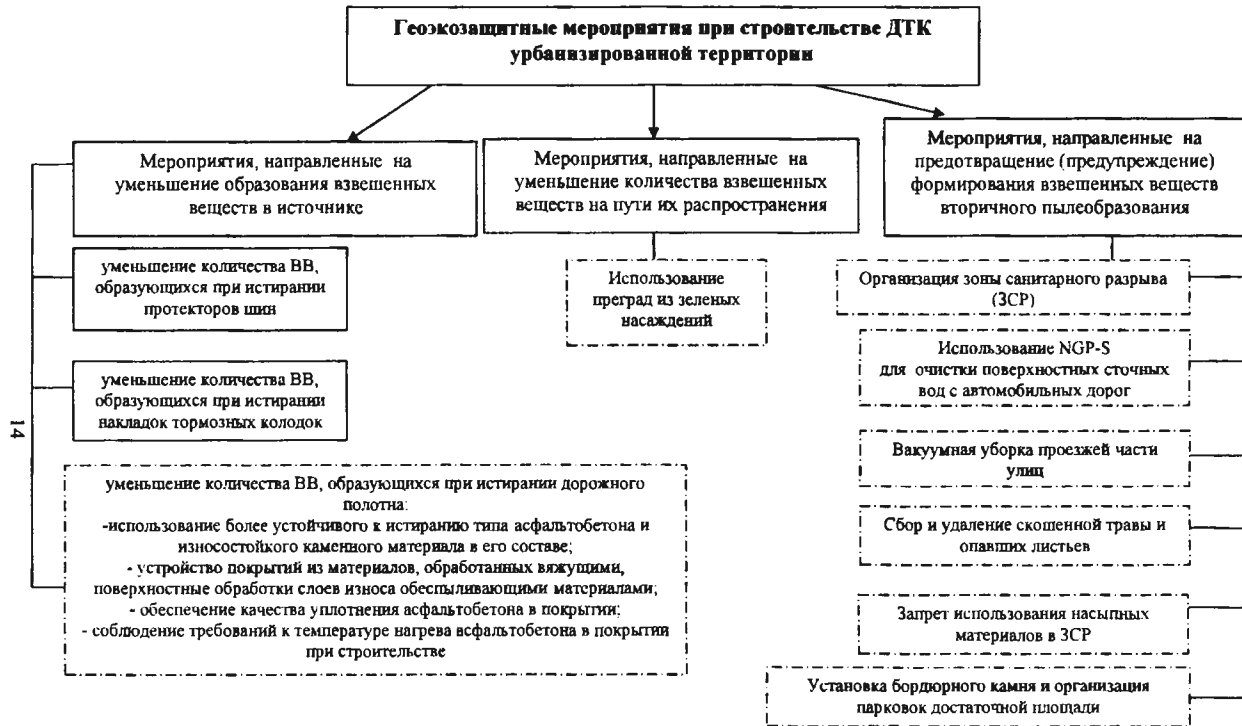 Геоэкозащитные мероприятия при строительстве ДТК
урбанизированной территории
Мероприятия, направленные на
уменьшение образования взвешенных
веществ в источнике
уменьшение количества ВВ,
образующихся при истирании
протекторов шин
уменьшение количества ВВ,
образующихся при истирании
накладок тормозных колодок
уменьшение количества ВВ, образующихся при истирании дорожного
полотна:
-использование более устойчивого к истиранию типа асфальтобетона и
износостойкого каменного материала в его составе;
- устройство покрытий из материалов, обработанных вяжущими,
поверхностные обработки слоев износа обеспыливающими материалами;
- обеспечение качества уплотнения асфальтобетона в покрытии;
- соблюдение требований к температуре нагрева асфальтобетона в покрытии
при строительстве
Мероприятия, направленные на
уменьшение количества взвешенных
веществ на пути их распространения
Использование
преград из зеленых
насаждений
Мероприятия, направленные на
предотвращение (предупреждение)
формирования взвешенных веществ
вторичного пылеобразования
Организация зоны санитарного разрыва
(ЗСР)
Использование NGP-S
для очистки поверхностных сточных
вод с автомобильных дорог
Вакуумная уборка проезжей части
улиц
Сбор и удаление скошенной травы и
опавших листьев
Запрет использования насыпных
материалов в ЗСР
Установка бордюрного камня и организация
парковок достаточной площади
14